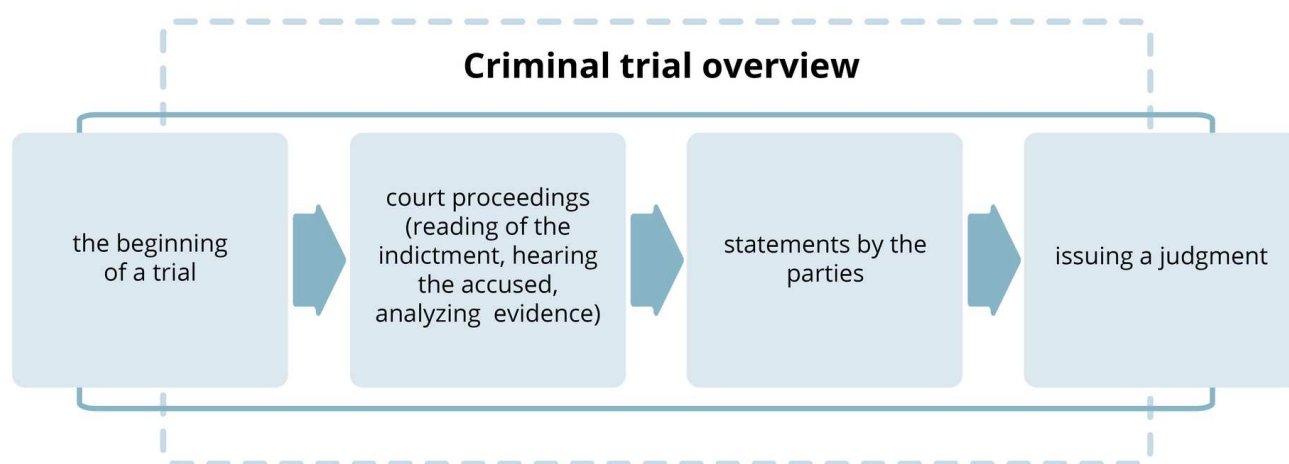 Criminal trial overview
the beginning
of a trial
court proceedings
(reading of the
indictment, hearing
the accused,
analyzing evidence)
statements by the
parties
issuing a judgment